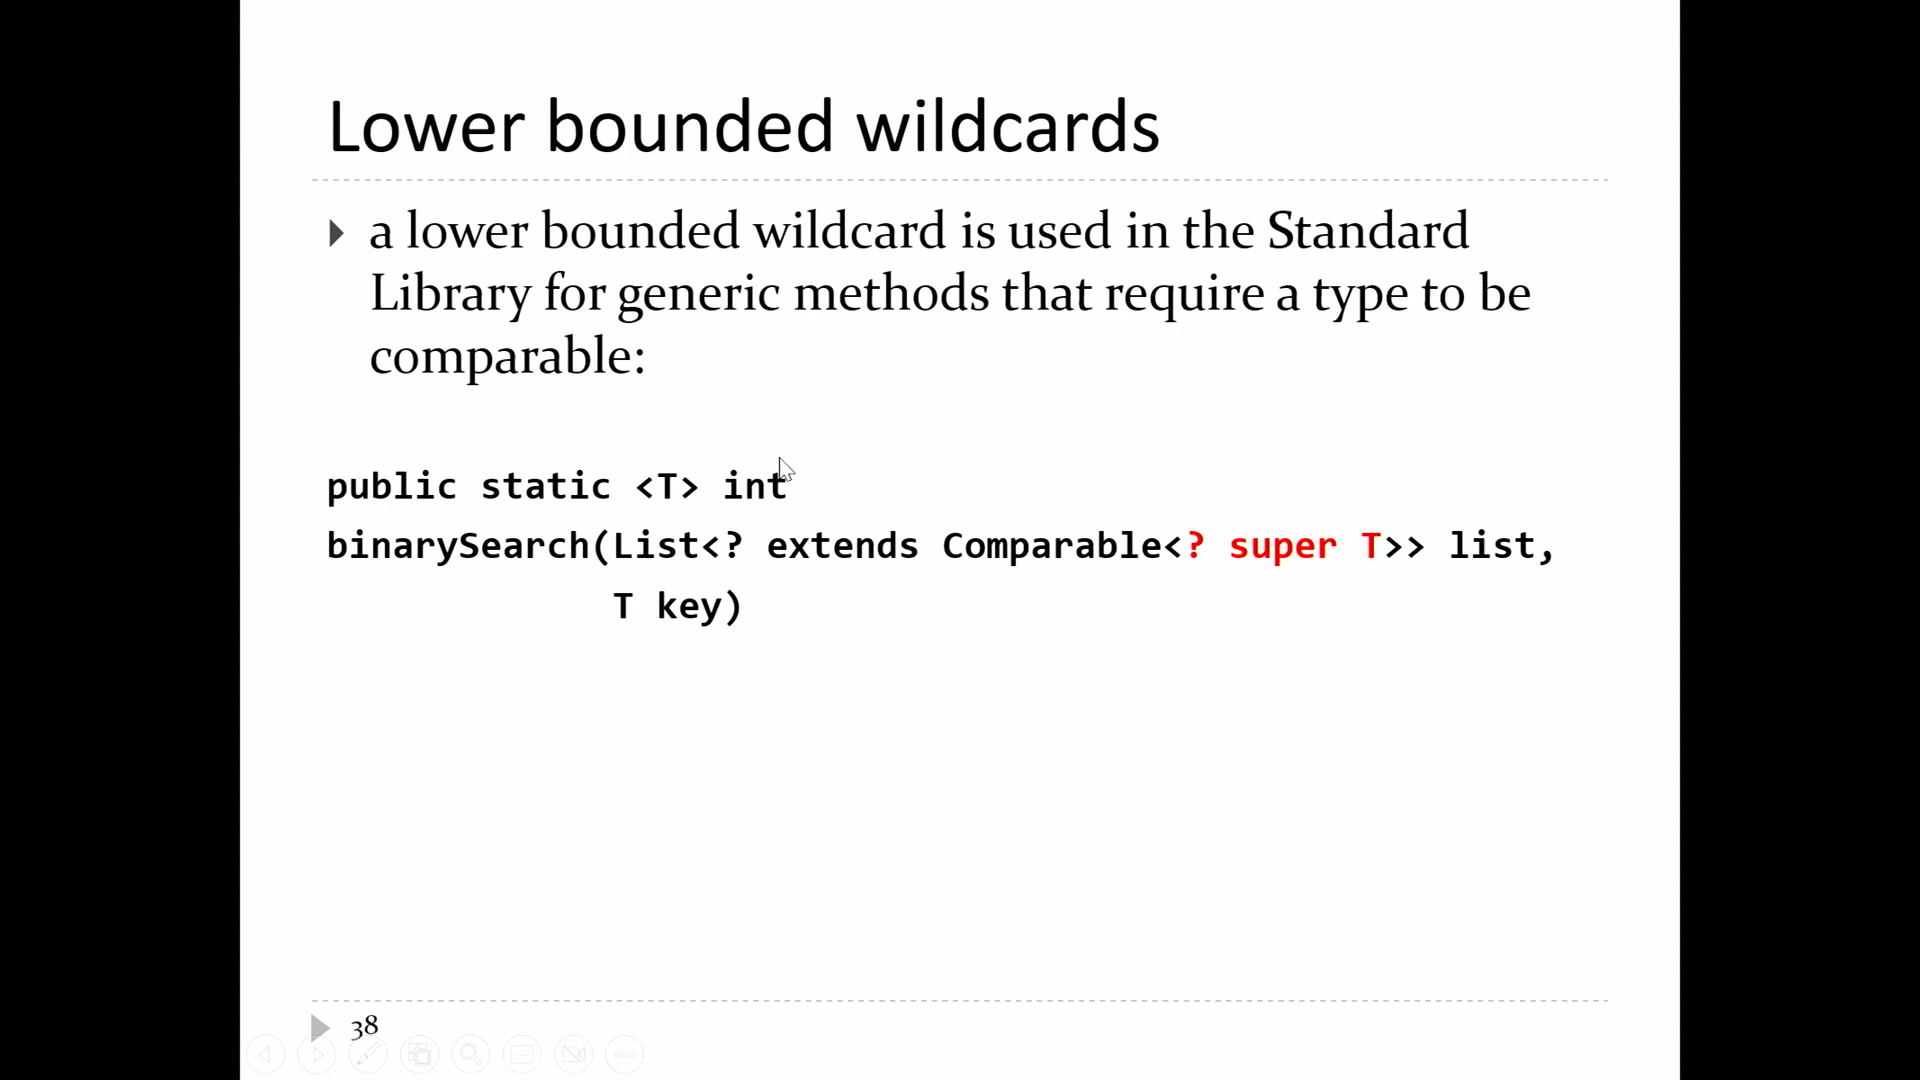 Lower bounded wildcards
a lower bounded wildcard is used in the Standard
Library for generic methods that require a type to be
comparable:
public static <T> int
binarySearch(List<? extends Comparable<? super T>> list,
T key)
38